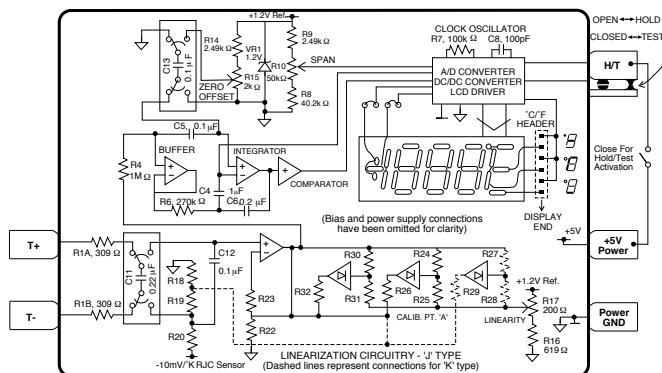 +1.2V Ref.
R14
2.49k Ω
VR1
1.2V
R9
2.49k Ω
R10
50k Ω
SPAN
C13
0.1 μF
R15
2k Ω
ZERO
OFFSET
R8
40.2k Ω
CLOCK OSCILLATOR
R7, 100k Ω
C8, 100pF
A/D CONVERTER
DC/DC CONVERTER
LCD DRIVER
OPEN HOLD
CLOSED TEST
H/T
°C/°F
HEADER
°F
°C
°F
Close For
Hold/Test
Activation
C5, 0.1μF
BUFFER
INTEGRATOR
R4
1M Ω
C4
1μF
R6, 270k Ω
C6, 0.2 μF
COMPARATOR
(Bias and power supply connections
have been omitted for clarity)
DISPLAY
END
+5V
+5V
Power
T+
R1A, 309 Ω
C11
0.22 μF
C12
0.1μF
R18
R19
R20
T-
R1B, 309 Ω
-10mV/°K RJC Sensor
R23
R22
R30
R31
R32
R24
R25
R26
R27
R28
R29
CALIB. PT. 'A'
LINEARITY
+1.2V Ref.
R17
200 Ω
R16
619 Ω
Power
GND
LINEARIZATION CIRCUITRY - 'J' TYPE
(Dashed lines represent connections for 'K' type)